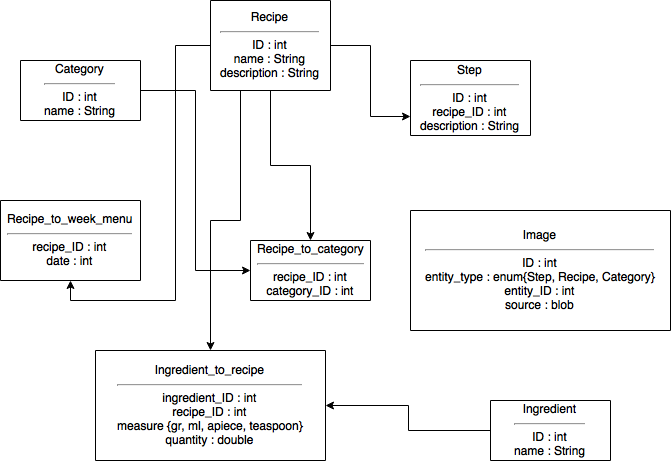 Recipe
ID : int
name : String
description : String
Category
ID : int
name : String
Step
ID : int
recipe_ID : int
description : String
Recipe_to_week_menu
recipe_ID : int
date : int
Recipe_to_category
recipe_ID : int
category_ID : int
Image
ID : int
entity_type : enum{Step, Recipe, Category}
entity_ID : int
source : blob
Ingredient_to_recipe
ingredient_ID : int
recipe_ID : int
measure {gr, ml, apiece, teaspoon}
quantity : double
Ingredient
ID : int
name : String